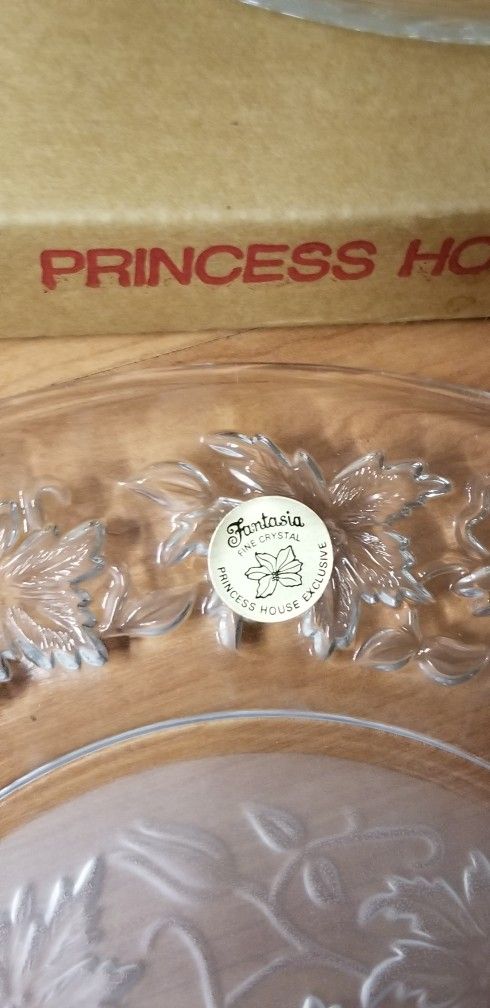 PRINCESS HO
Fantasia
FINE CRYSTAL
PRINCESS HOUSE EXCLUSIVE